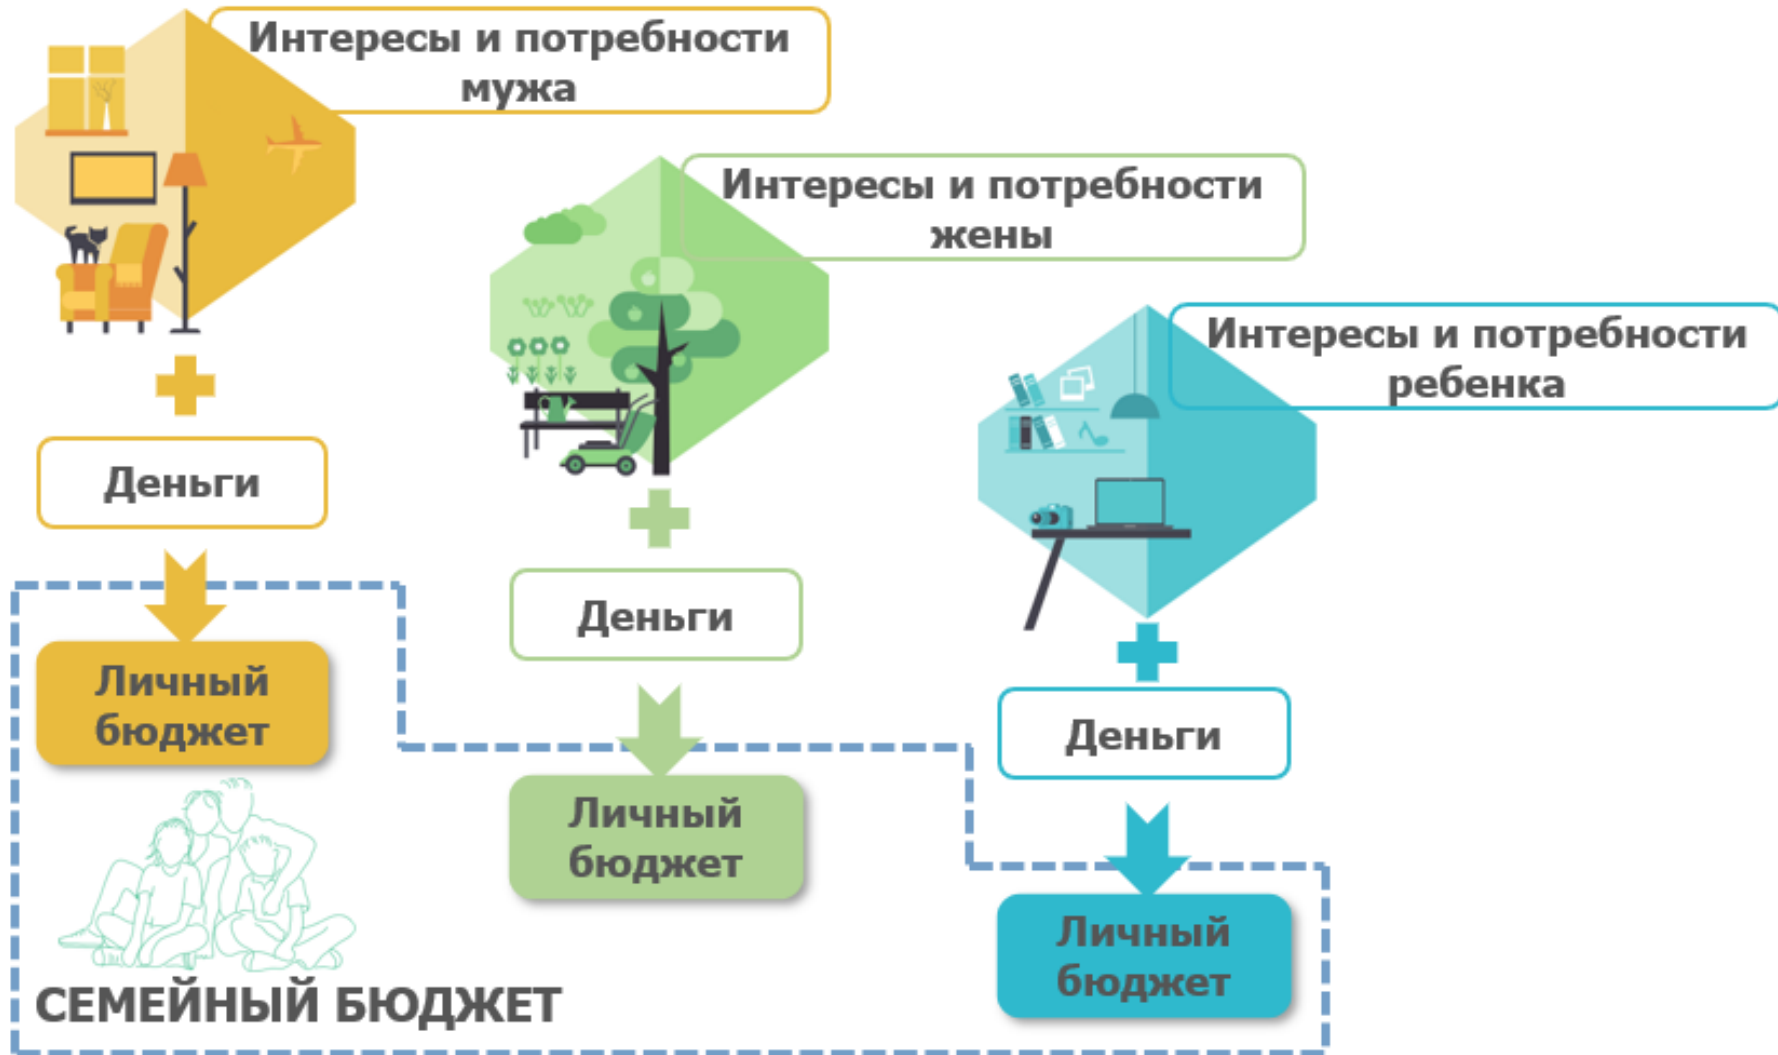 Интересы и потребности
мужа
Деньги
Личный
бюджет
Интересы и потребности
жены
Деньги
Личный
бюджет
Интересы и потребности
ребенка
Деньги
Личный
бюджет
СЕМЕЙНЫЙ БЮДЖЕТ